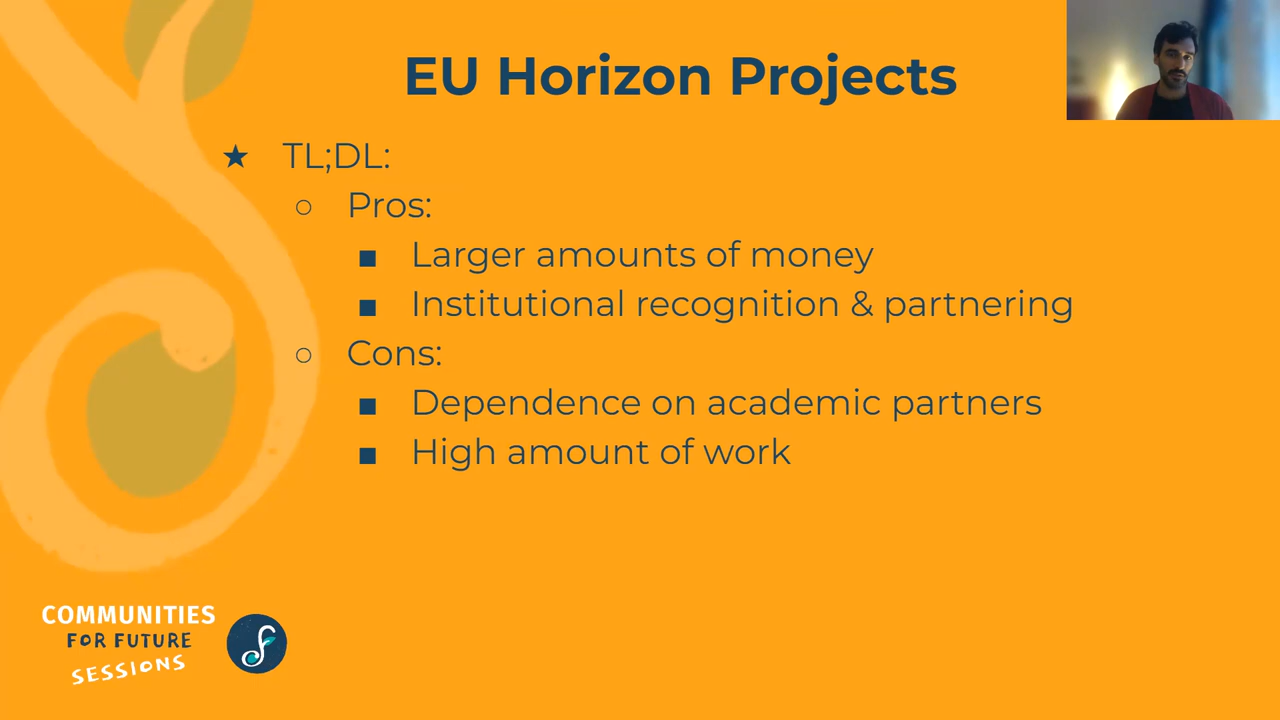 EU Horizon Projects
★ TL;DL:
○ Pros:
■ Larger amounts of money
■ Institutional recognition & partnering
○ Cons:
■ Dependence on academic partners
■ High amount of work
COMMUNITIES
FOR FUTURE
SESSIONS